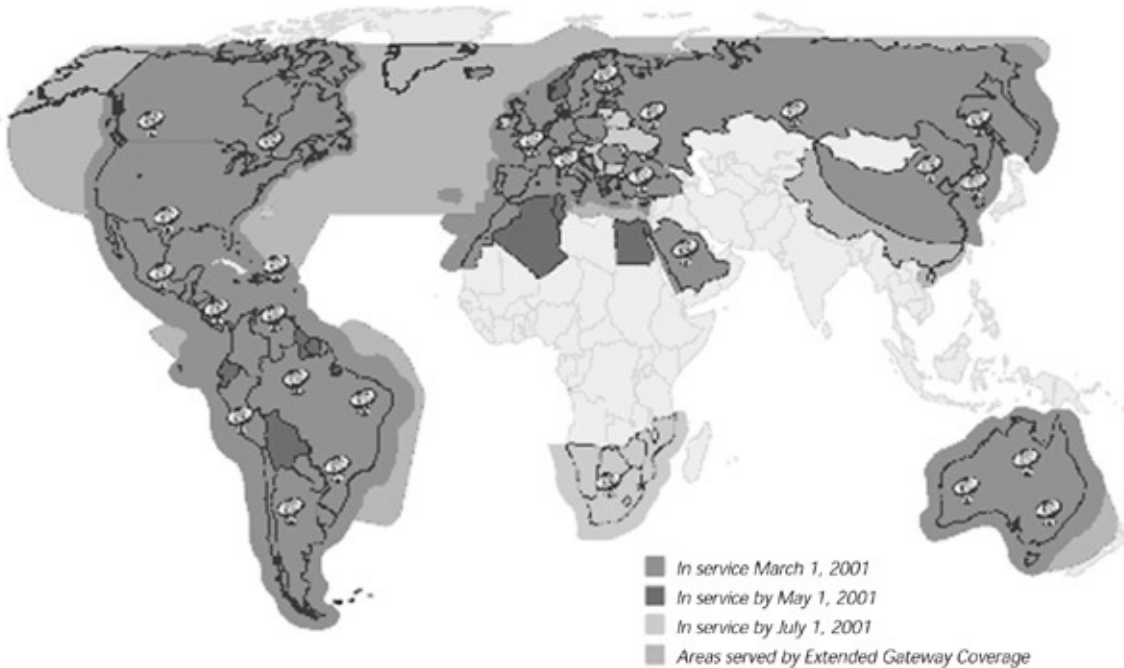 In service March 1, 2001
In service by May 1, 2001
In service by July 1, 2001
Areas served by Extended Gateway Coverage